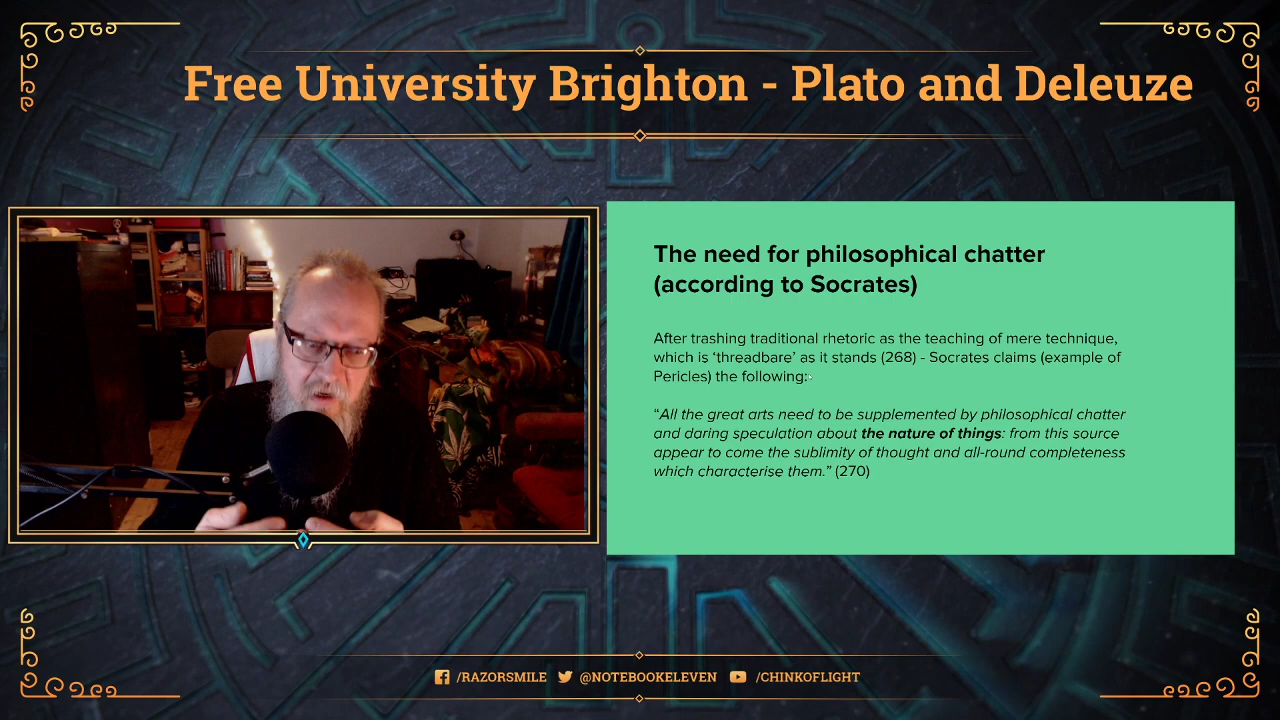 Free University Brighton - Plato and Deleuze
The need for philosophical chatter
(according to Socrates)
After trashing traditional rhetoric as the teaching of mere technique,
which is ‘threadbare’ as it stands (268) - Socrates claims (example of
Pericles) the following:
“All the great arts need to be supplemented by philosophical chatter
and daring speculation about the nature of things: from this source
appear to come the sublimity of thought and all-round completeness
which characterise them.” (270)
/RAZORSMILE @NOTEBOOKELEVEN /CHINKOFLIGHT